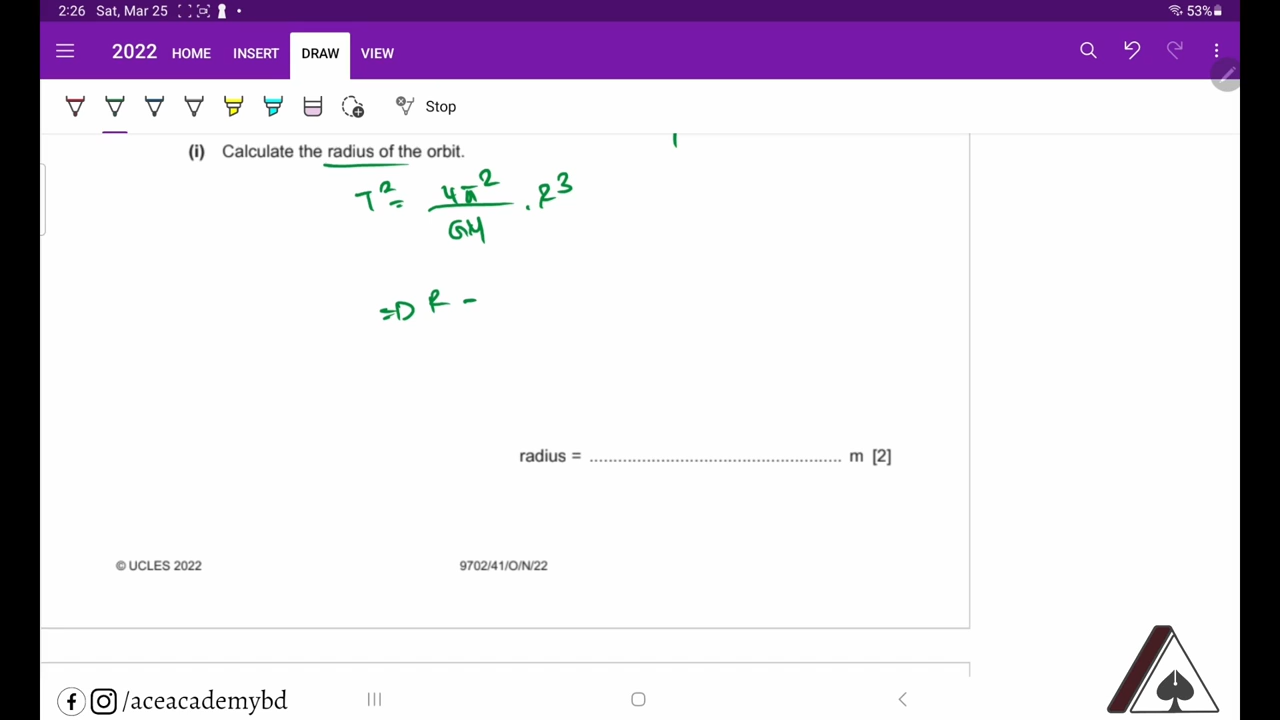 2:26 Sat, Mar 25 53%
2022 HOME INSERT DRAW VIEW
Stop
(i) Calculate the radius of the orbit.
T² = 4π²/GM . R³
⇒ R =
radius = .................................................... m [2]
© UCLES 2022 9702/41/O/N/22
/aceacademybd